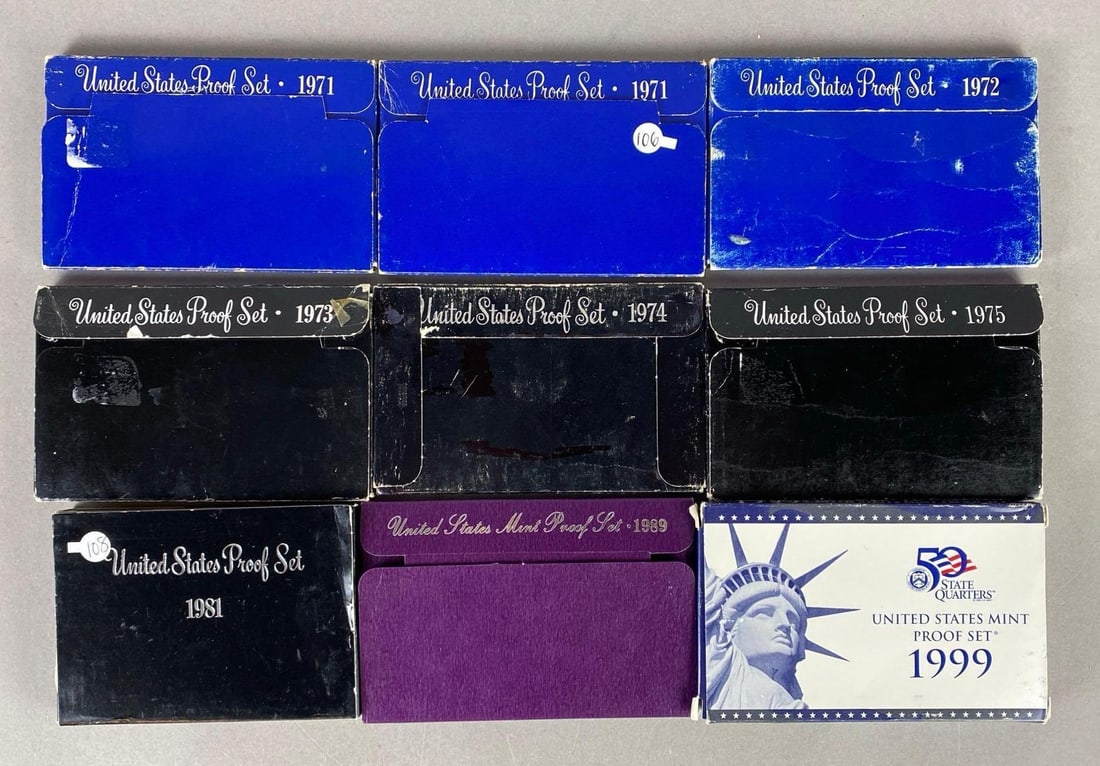 United States Proof Set · 1971
United States Proof Set · 1971
106
United States Proof Set · 1972
United States Proof Set · 1973
United States Proof Set · 1974
United States Proof Set · 1975
108
United States Proof Set
1981
United States Mint Proof Set · 1989
50
STATE
QUARTERS™
UNITED STATES MINT
PROOF SET®
1999